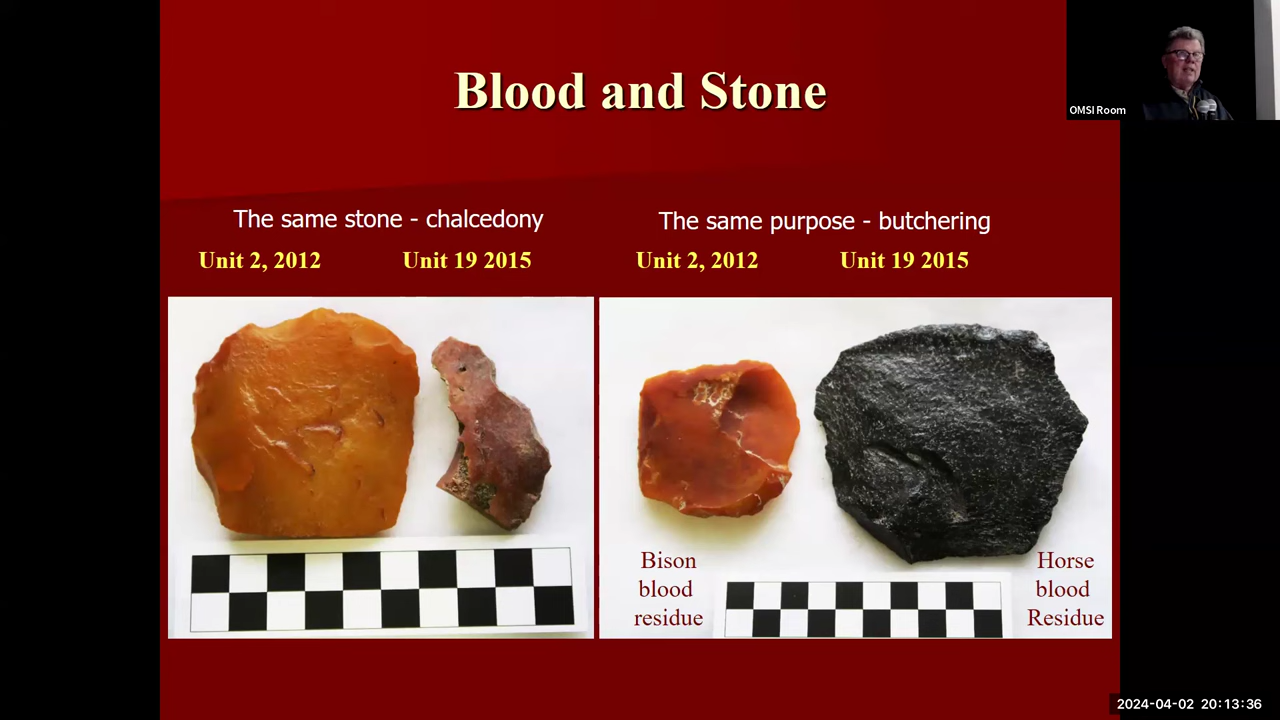 Blood and Stone
OMSI Room
The same stone - chalcedony
Unit 2, 2012
Unit 19 2015
The same purpose - butchering
Unit 2, 2012
Unit 19 2015
Bison
blood
residue
Horse
blood
Residue
2024-04-02 20:13:36